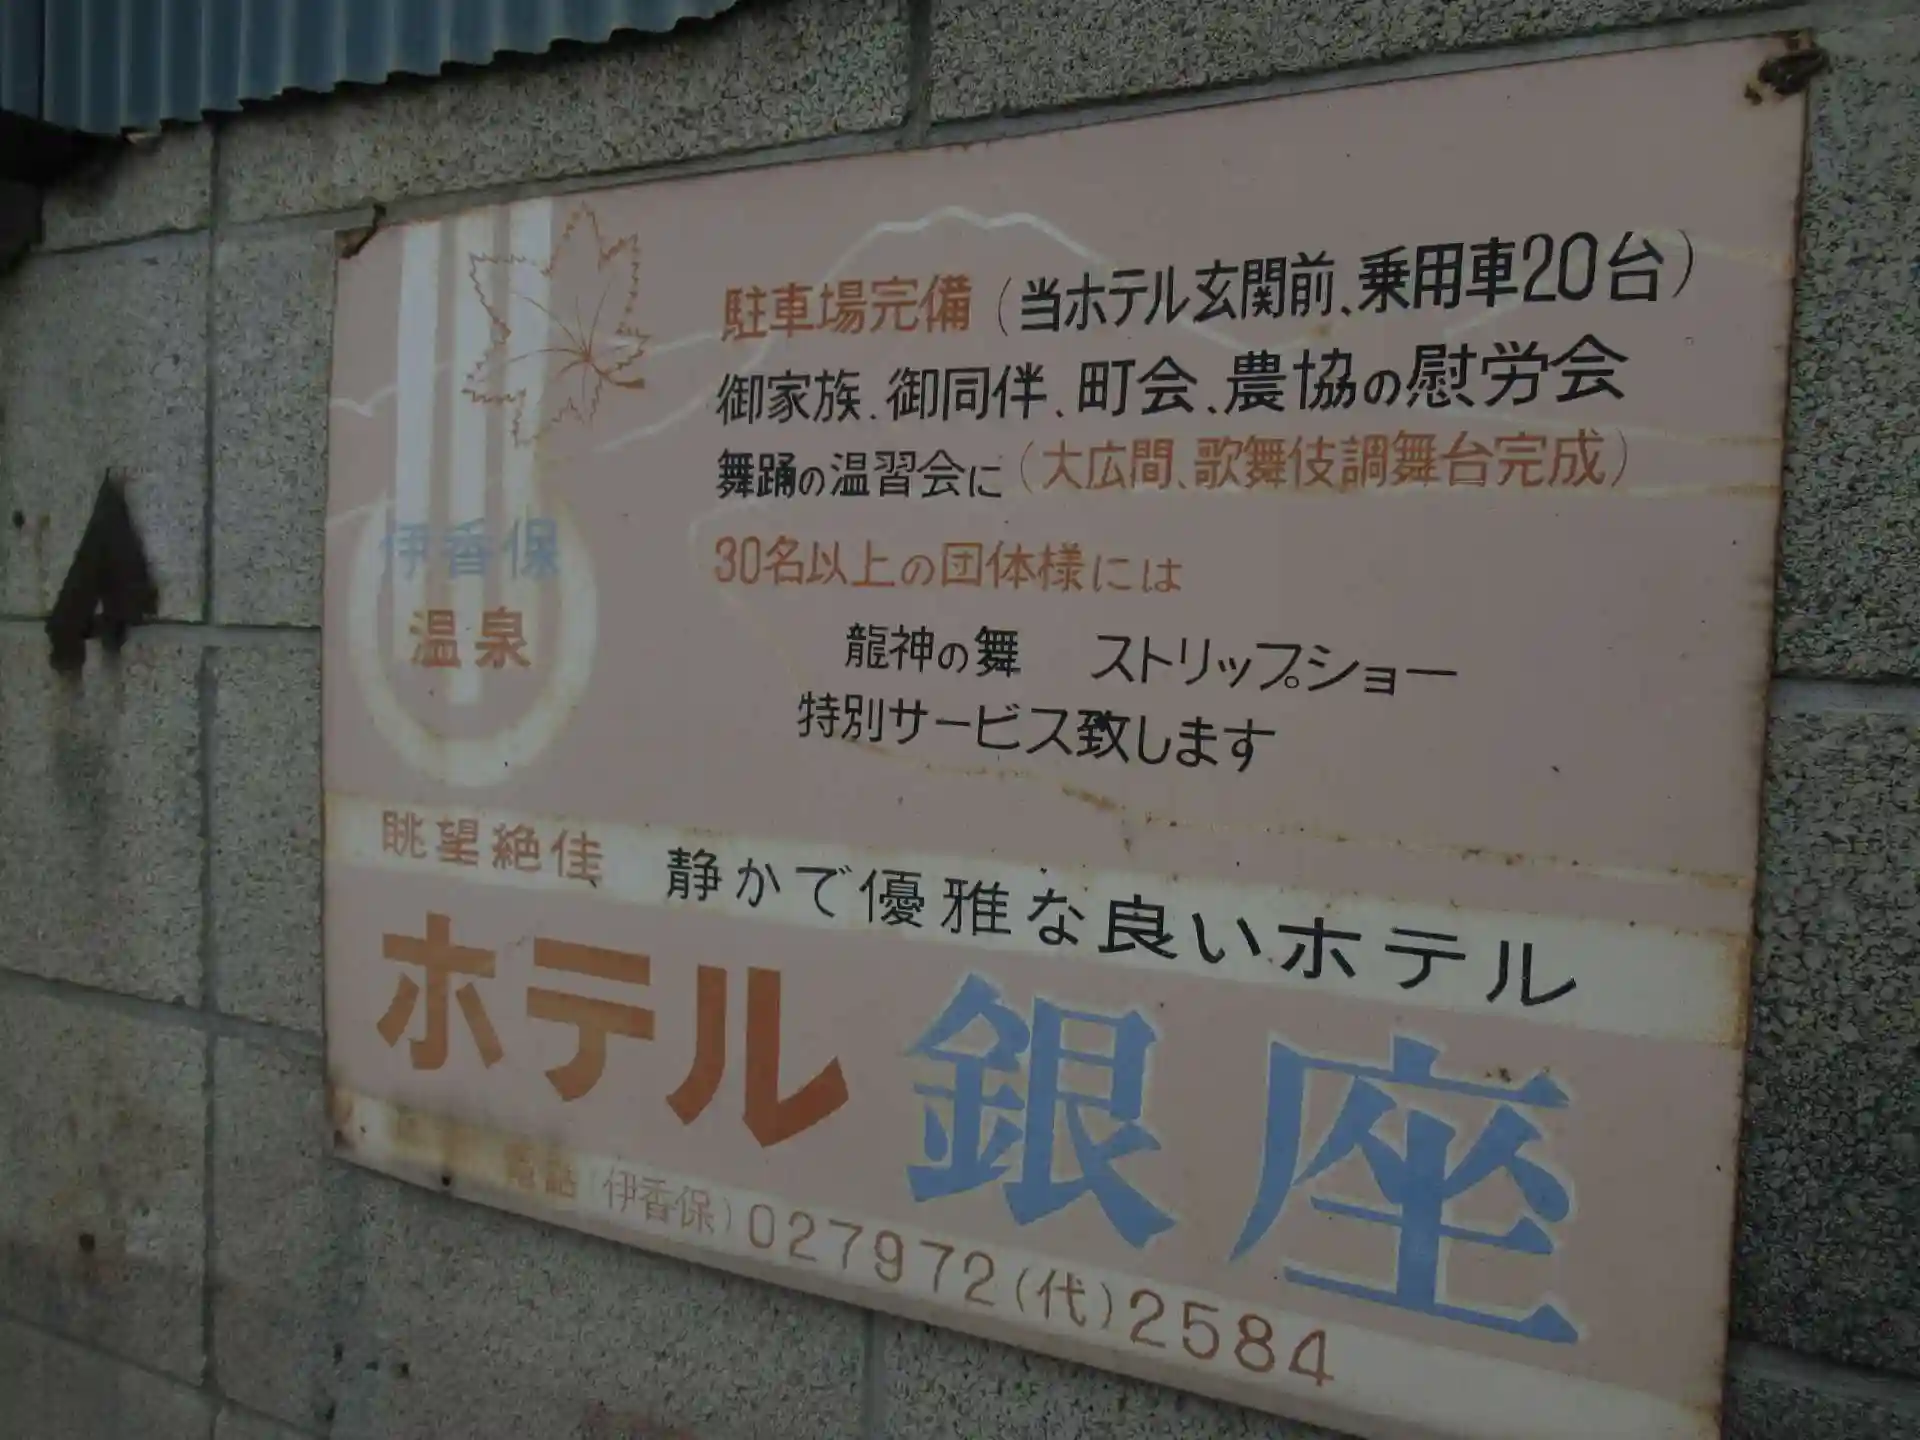 駐車場完備(当ホテル玄関前、乗用車20台)
御家族、御同伴、町会、農協の慰労会
舞踊の温習会に(大広間、歌舞伎調舞台完成)
伊香保
温泉
30名以上の団体様には
龍神の舞 ストリップショー
特別サービス致します
眺望絶佳 静かで優雅な良いホテル
ホテル銀座
電話(伊香保)027972(代)2584